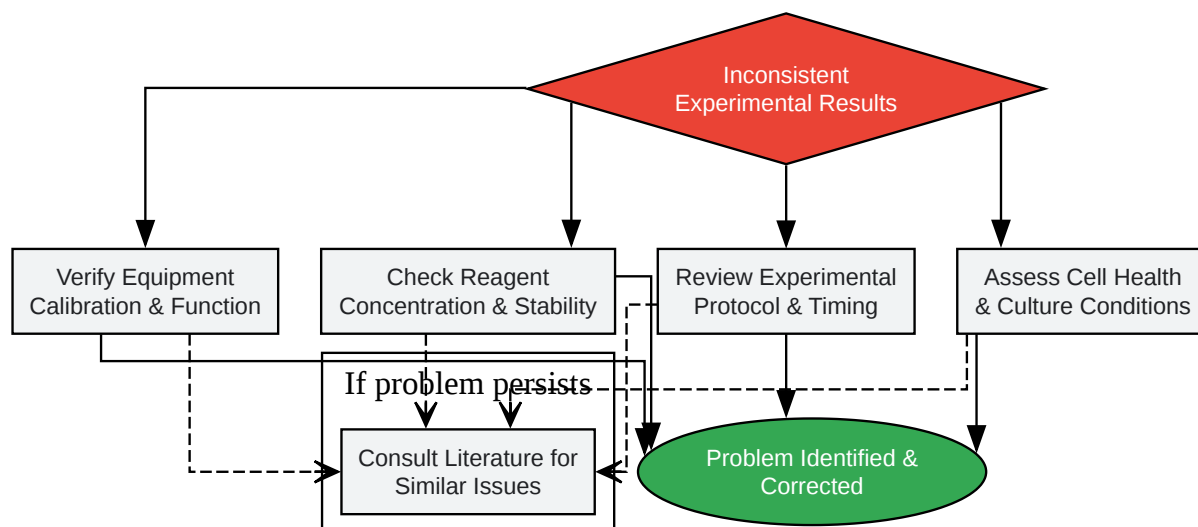 Inconsistent
Experimental Results
Verify Equipment
Calibration & Function
Check Reagent
Concentration & Stability
Review Experimental
Protocol & Timing
Assess Cell Health
& Culture Conditions
If problem persists
Consult Literature for
Similar Issues
Problem Identified &
Corrected